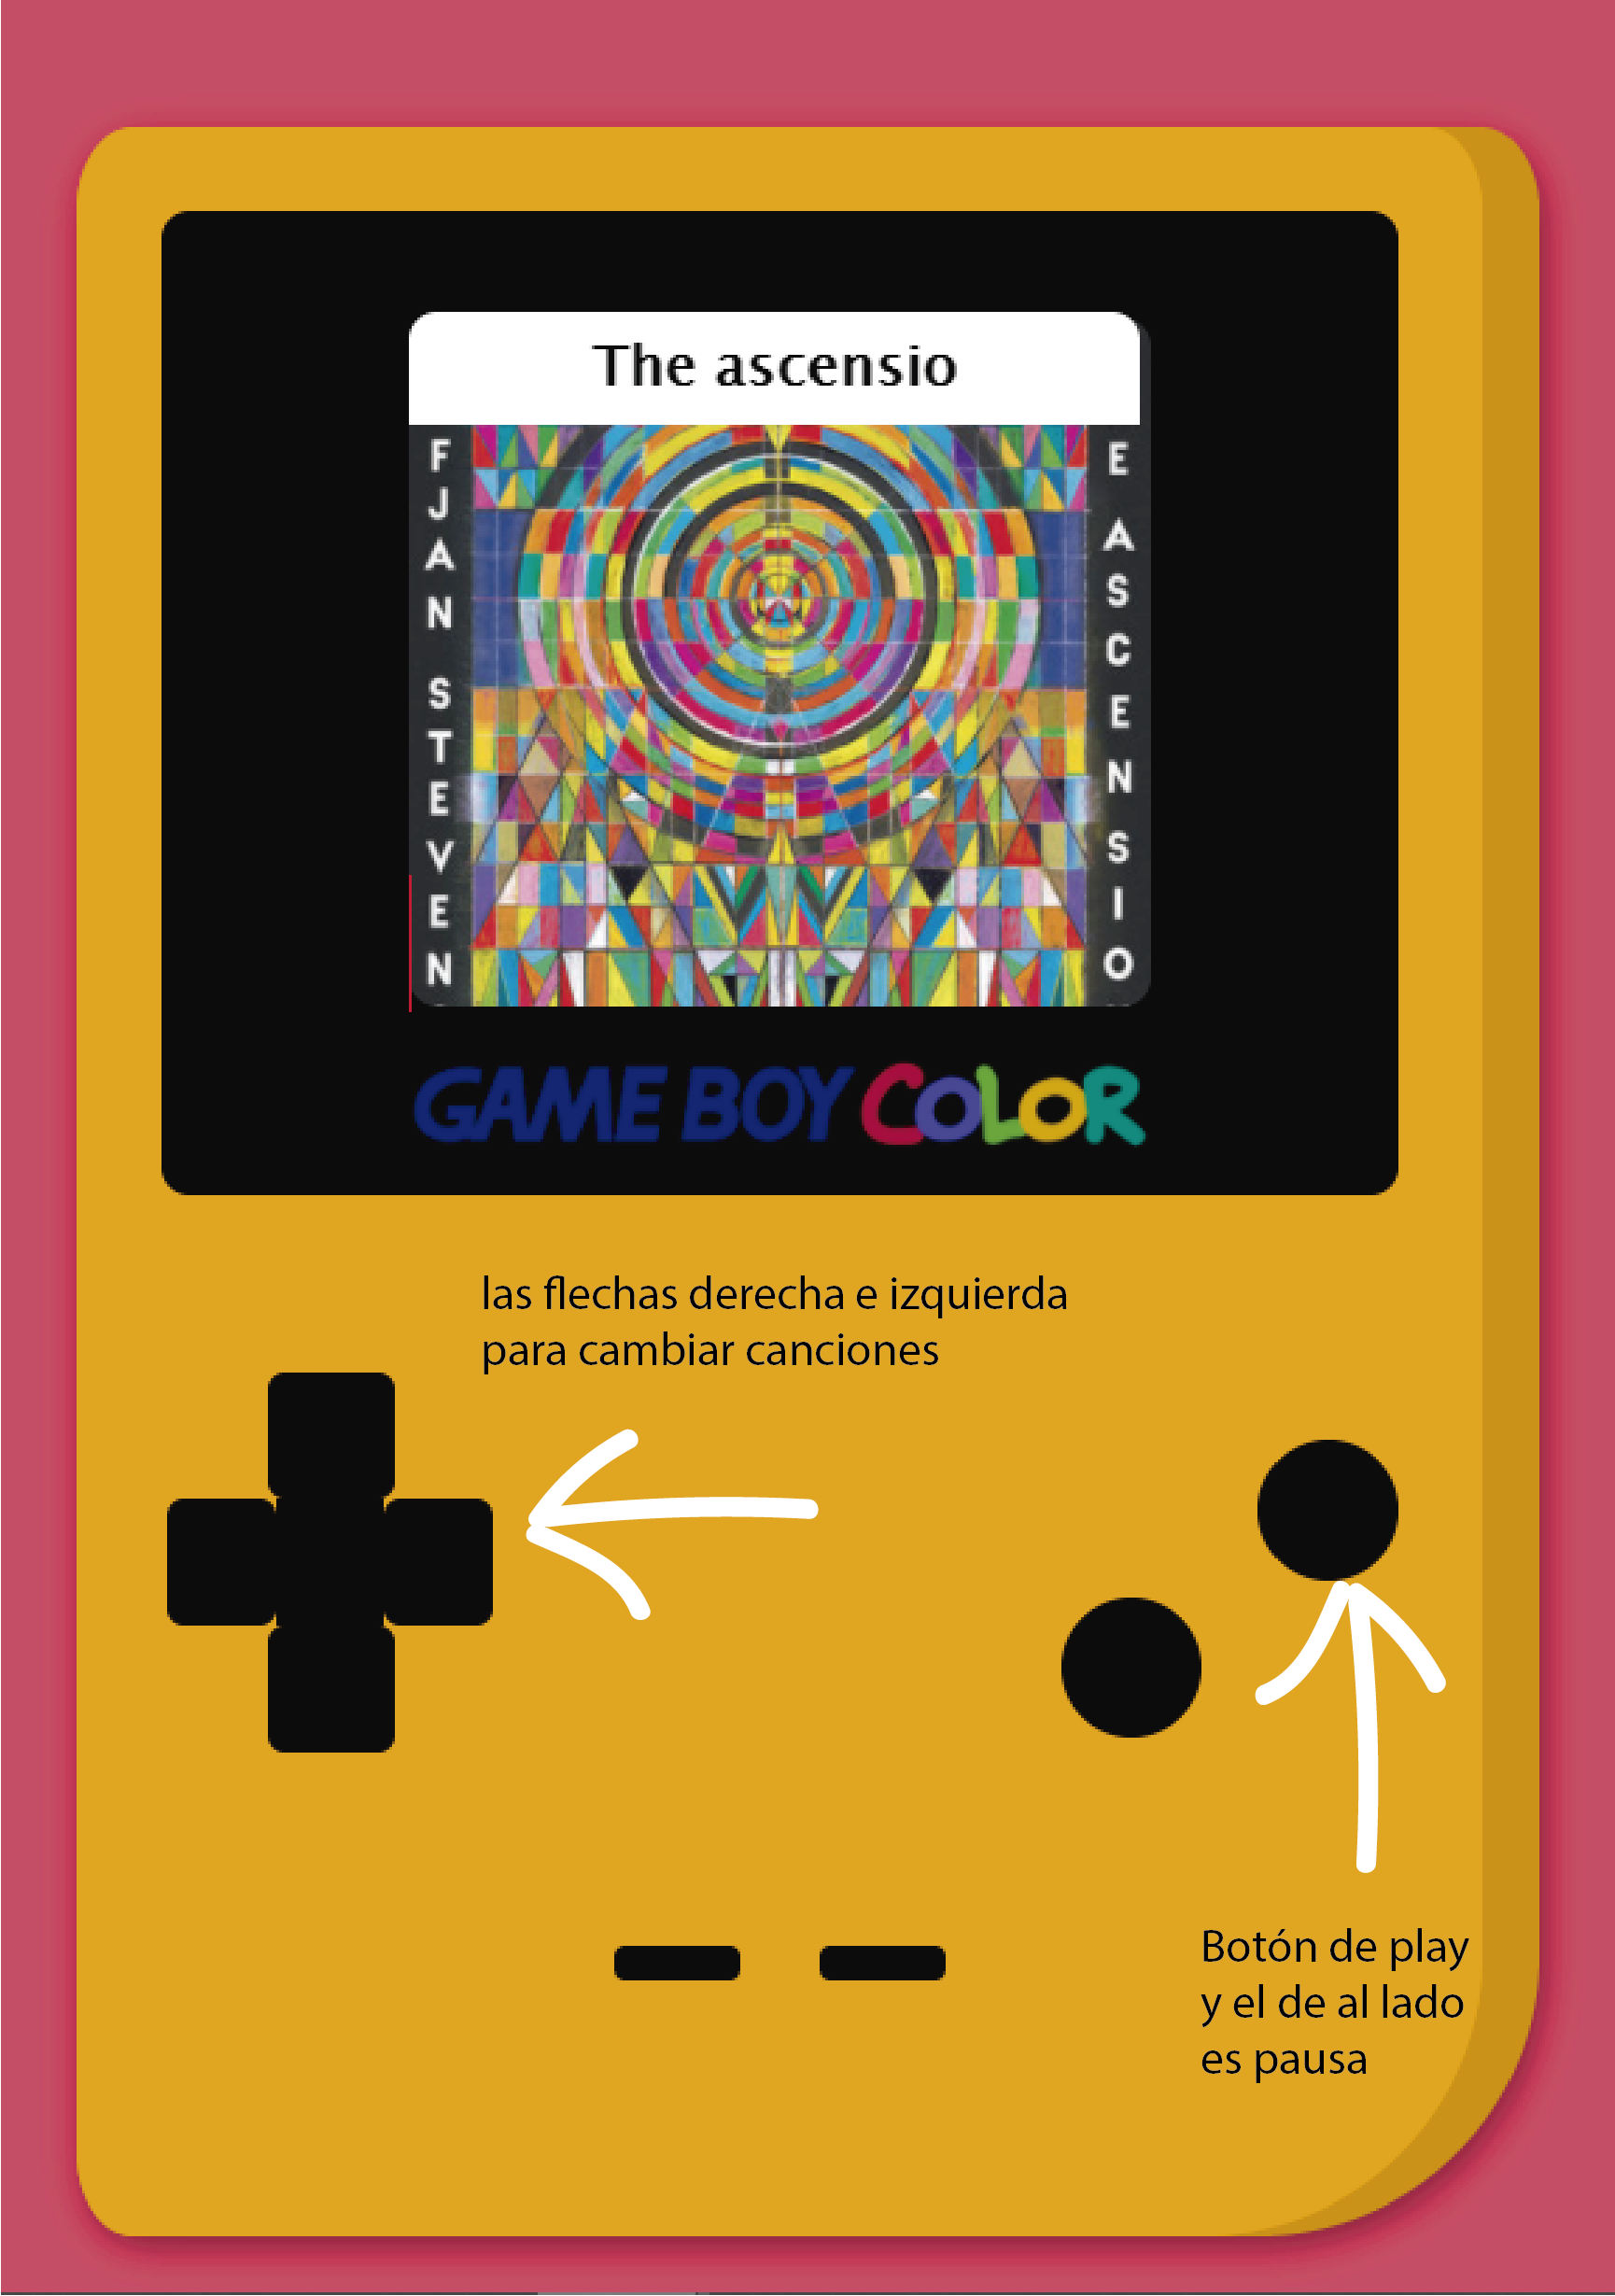 The ascensio
FJAN STEVEN
E ASCENSIO
GAME BOY COLOR
las flechas derecha e izquierda
para cambiar canciones
Botón de play
y el de al lado
es pausa